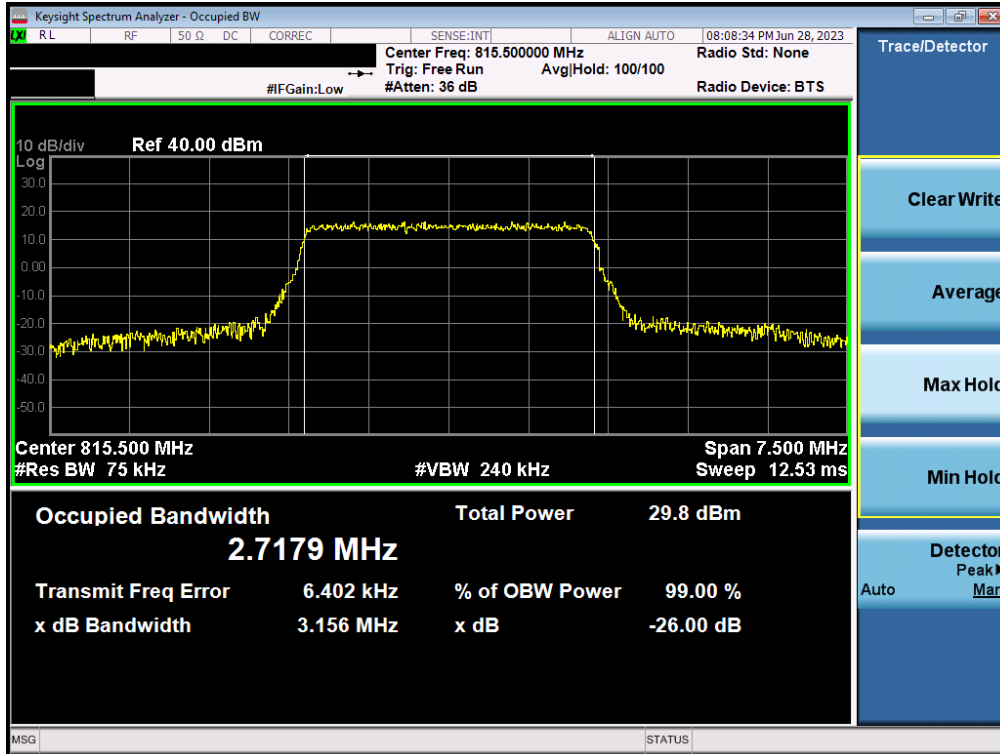 Keysight Spectrum Analyzer - Occupied BW
LXI RL RF 50 Ω DC CORREC SENSE:INT ALIGN AUTO 08:08:34 PM Jun 28, 2023
Center Freq: 815.500000 MHz Radio Std: None
Trig: Free Run Avg|Hold: 100/100
#IFGain:Low #Atten: 36 dB Radio Device: BTS
10 dB/div Ref 40.00 dBm
Log
30.0
20.0
10.0
0.00
-10.0
-20.0
-30.0
-40.0
-50.0
Center 815.500 MHz Span 7.500 MHz
#Res BW 75 kHz #VBW 240 kHz Sweep 12.53 ms
Occupied Bandwidth Total Power 29.8 dBm
2.7179 MHz
Transmit Freq Error 6.402 kHz % of OBW Power 99.00 %
x dB Bandwidth 3.156 MHz x dB -26.00 dB
MSG STATUS
Trace/Detector
Clear Write
Average
Max Hold
Min Hold
Detector
Peak
Auto Man